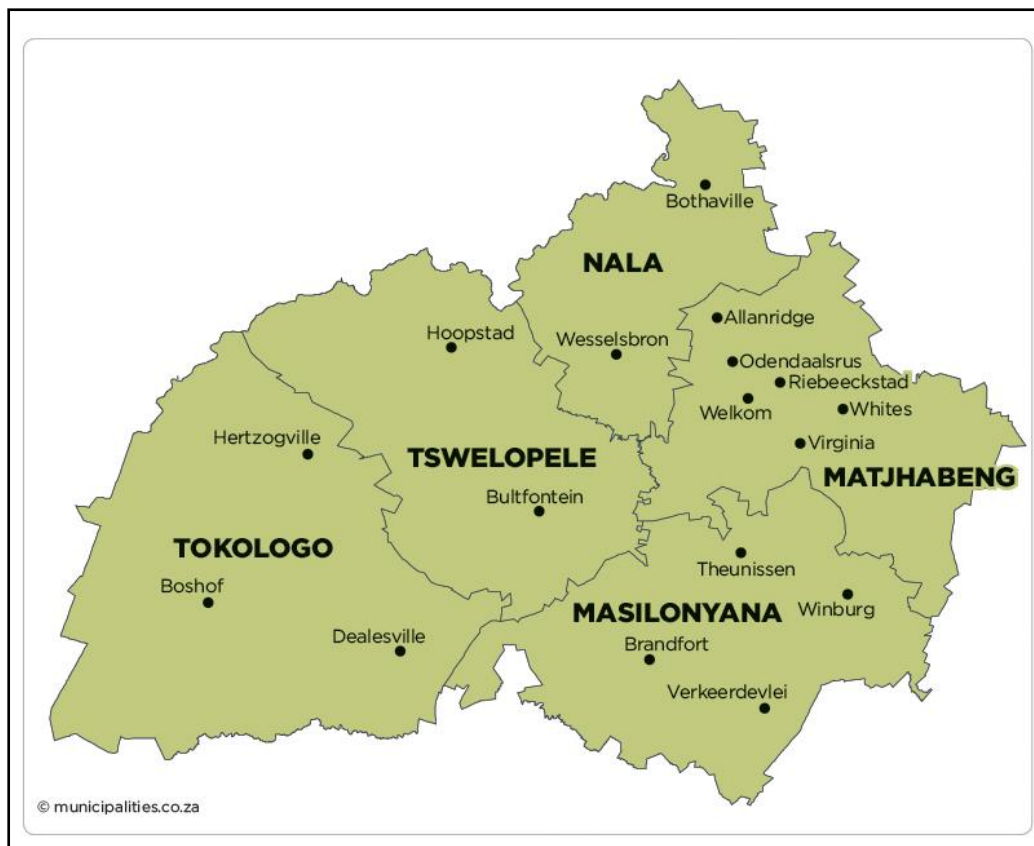 Bothaville
NALA
Allanridge
Hoopstad
Wesselsbron
Odendaalsrus
Riebeeckstad
Welkom
Whites
Hertzogville
Virginia
TSWELOPELE
MATJHABENG
Bultfontein
TOKOLOGO
Theunissen
Boshof
Winburg
MASILONYANA
Dealesville
Brandfort
Verkeerdevlei
© municipalities.co.za